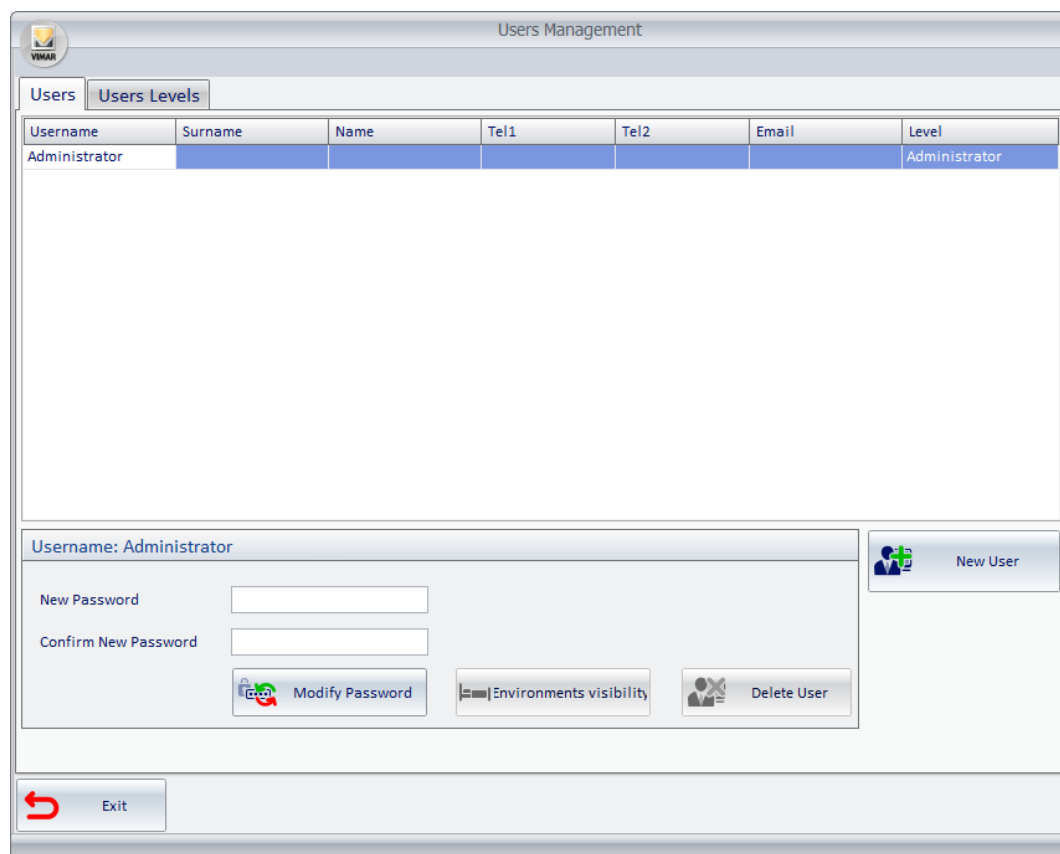 Users Management
VIMAR
Users Users Levels
Username Surname Name Tel1 Tel2 Email Level
Administrator Administrator
Username: Administrator
New User
New Password
Confirm New Password
Modify Password Environments visibility Delete User
Exit